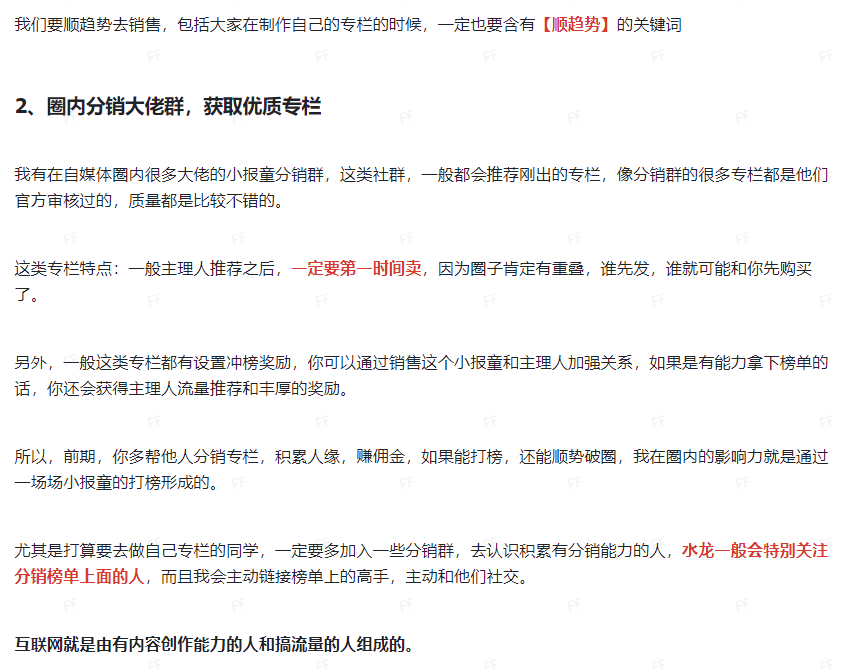 我们要顺趋势去销售，包括大家在制作自己的专栏的时候，一定也要含有【顺趋势】的关键词
2、圈内分销大佬群，获取优质专栏
我有在自媒体圈内很多大佬的小报童分销群，这类社群，一般都会推荐刚出的专栏，像分销群的很多专栏都是他们
官方审核过的，质量都是比较不错的。
这类专栏特点：一般主理人推荐之后，一定要第一时间卖，因为圈子肯定有重叠，谁先发，谁就可能和你先购买
了。
另外，一般这类专栏都有设置冲榜奖励，你可以通过销售这个小报童和主理人加强关系，如果是有能力拿下榜单的
话，你还会获得主理人流量推荐和丰厚的奖励。
所以，前期，你多帮他人分销专栏，积累人缘，赚佣金，如果能打榜，还能顺势破圈，我在圈内的影响力就是通过
一场场小报童的打榜形成的。
尤其是打算要去做自己专栏的同学，一定要多加入一些分销群，去认识积累有分销能力的人，水龙一般会特别关注
分销榜单上面的人，而且我会主动链接榜单上的高手，主动和他们社交。
互联网就是由有内容创作能力的人和搞流量的人组成的。